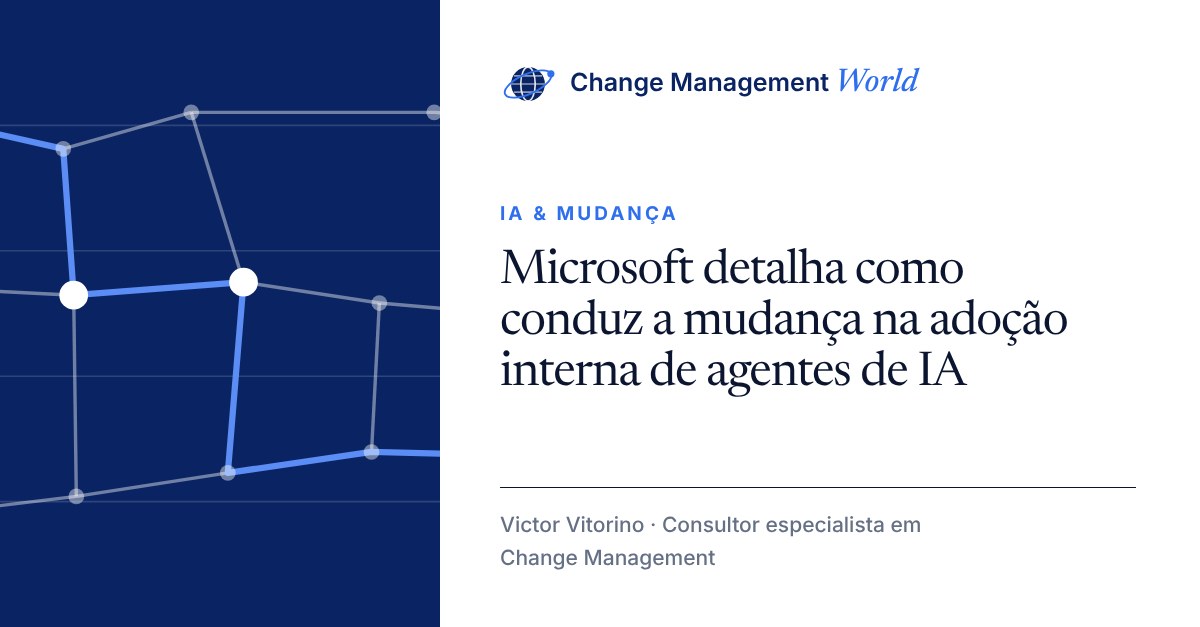 Change Management World
IA & MUDANÇA
Microsoft detalha como
conduz a mudança na adoção
interna de agentes de IA
Victor Vitorino · Consultor especialista em
Change Management